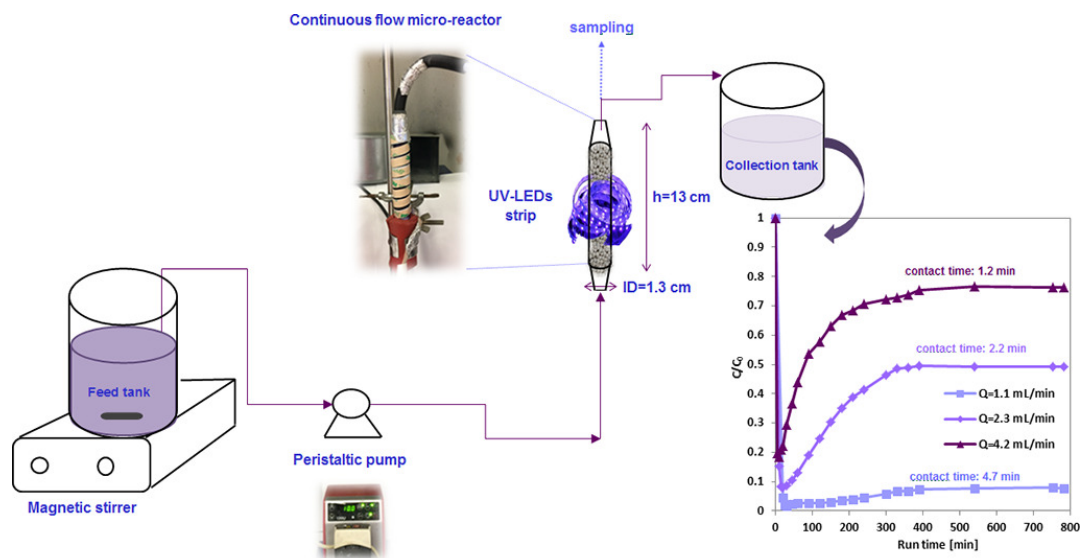 Continuous flow micro-reactor
sampling
UV-LEDs
strip
h=13 cm
ID=1.3 cm
Collection tank
Feed tank
Magnetic stirrer
Peristaltic pump
contact time: 1.2 min
contact time: 2.2 min
contact time: 4.7 min
Q=1.1 mL/min
Q=2.3 mL/min
Q=4.2 mL/min
C/C₀
1
0.9
0.8
0.7
0.6
0.5
0.4
0.3
0.2
0.1
0
0 100 200 300 400 500 600 700 800
Run time [min]